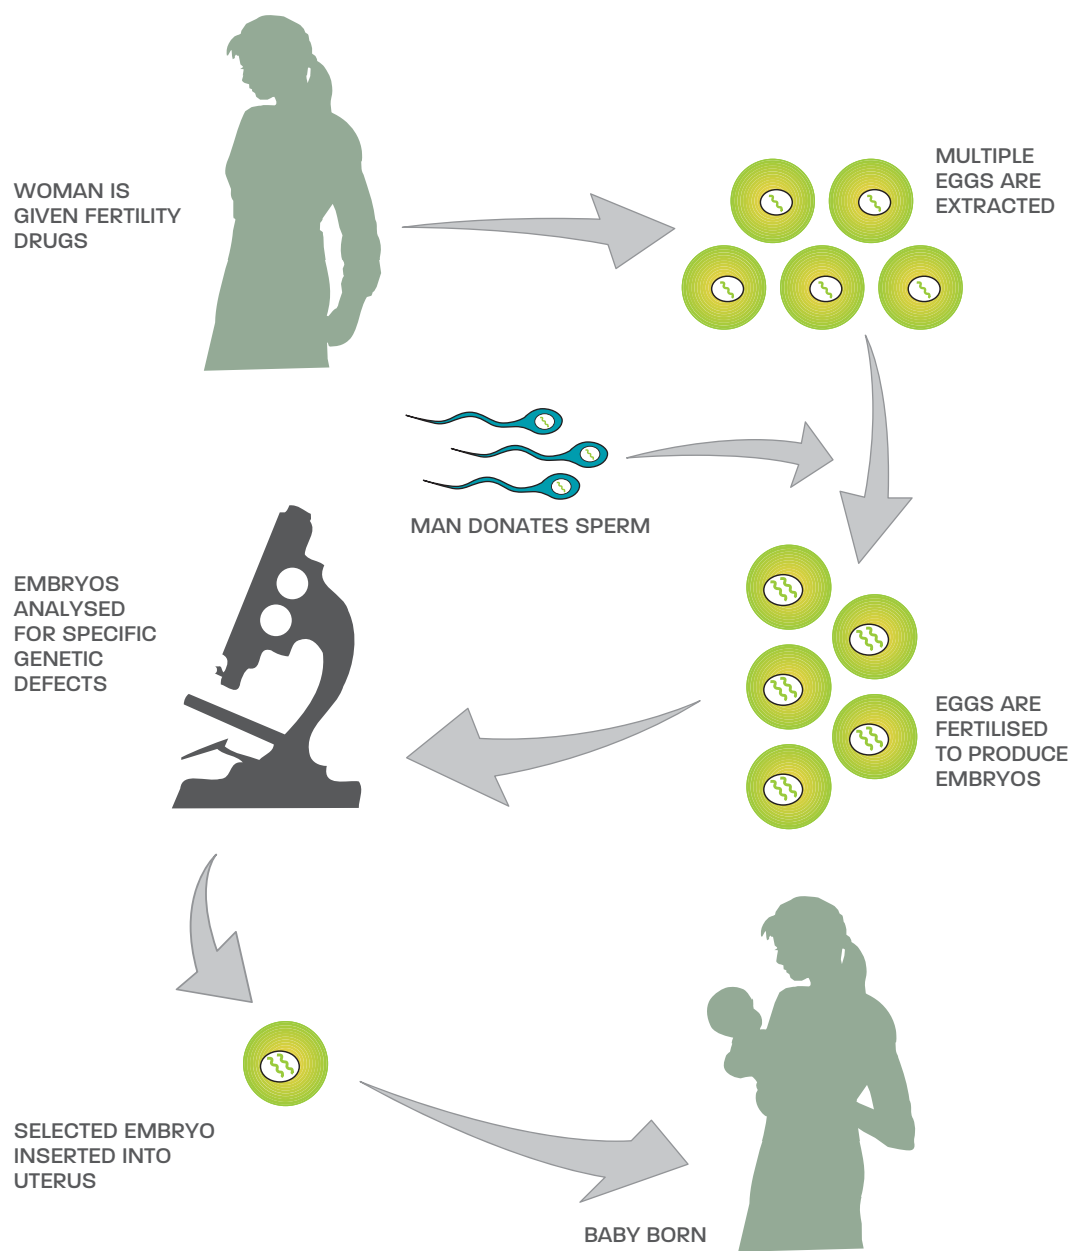 WOMAN IS
GIVEN FERTILITY
DRUGS
MULTIPLE
EGGS ARE
EXTRACTED
MAN DONATES SPERM
EMBRYOS
ANALYSED
FOR SPECIFIC
GENETIC
DEFECTS
EGGS ARE
FERTILISED
TO PRODUCE
EMBRYOS
SELECTED EMBRYO
INSERTED INTO
UTERUS
BABY BORN